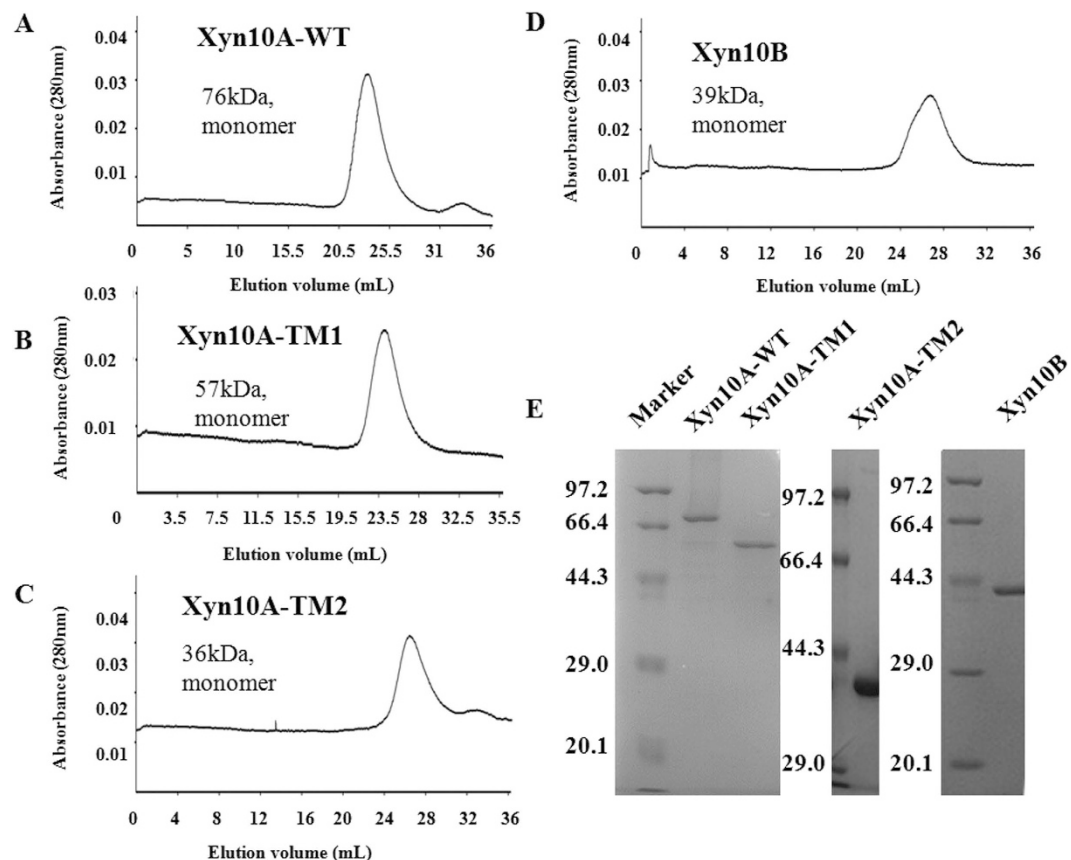 A
Xyn10A-WT
76kDa,
monomer
Absorbance (280nm)
0.04
0.03
0.02
0.01
0 5 10 15.5 20.5 25.5 31 36
Elution volume (mL)
B
Xyn10A-TM1
57kDa,
monomer
Absorbance (280nm)
0.03
0.02
0.01
0 3.5 7.5 11.5 15.5 19.5 23.5 28 32.5 35.5
Elution volume (mL)
C
Xyn10A-TM2
36kDa,
monomer
Absorbance (280nm)
0.04
0.03
0.02
0.01
0 4 8 12 16 20 24 28 32 36
Elution volume (mL)
D
Xyn10B
39kDa,
monomer
Absorbance (280nm)
0.04
0.03
0.02
0.01
0 4 8 12 16 20 24 28 32 36
Elution volume (mL)
E
Marker
Xyn10A-WT
Xyn10A-TM1
Xyn10A-TM2
Xyn10B
97.2
66.4
44.3
29.0
20.1
97.2
66.4
44.3
29.0
97.2
66.4
44.3
29.0
20.1